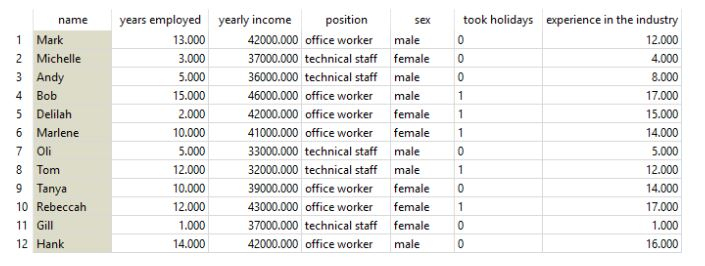 name years employed yearly income position sex took holidays experience in the industry
1 Mark 13.000 42000.000 office worker male 0 12.000
2 Michelle 3.000 37000.000 technical staff female 0 4.000
3 Andy 5.000 36000.000 technical staff male 0 8.000
4 Bob 15.000 46000.000 office worker male 1 17.000
5 Delilah 2.000 42000.000 office worker female 1 15.000
6 Marlene 10.000 41000.000 office worker female 1 14.000
7 Oli 5.000 33000.000 technical staff male 0 5.000
8 Tom 12.000 32000.000 technical staff male 1 12.000
9 Tanya 10.000 39000.000 office worker female 0 14.000
10 Rebeccah 12.000 43000.000 office worker female 1 17.000
11 Gill 1.000 37000.000 technical staff female 0 1.000
12 Hank 14.000 42000.000 office worker male 0 16.000